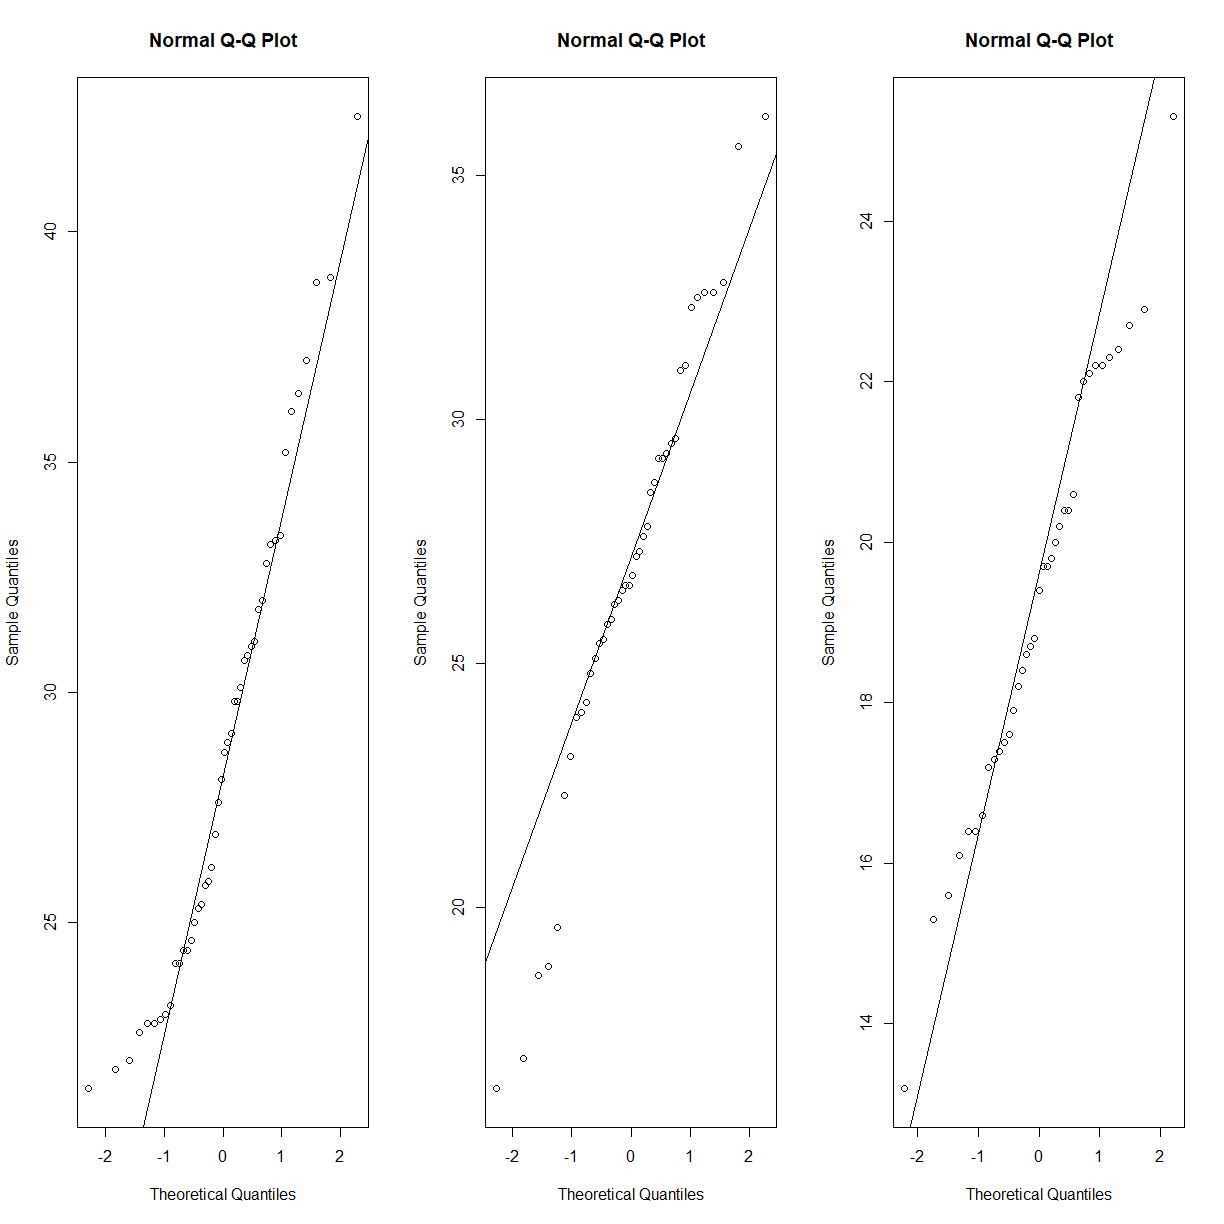 Normal Q-Q Plot
Sample Quantiles
40
35
30
25
-2 -1 0 1 2
Theoretical Quantiles
Normal Q-Q Plot
Sample Quantiles
35
30
25
20
-2 -1 0 1 2
Theoretical Quantiles
Normal Q-Q Plot
Sample Quantiles
24
22
20
18
16
14
-2 -1 0 1 2
Theoretical Quantiles